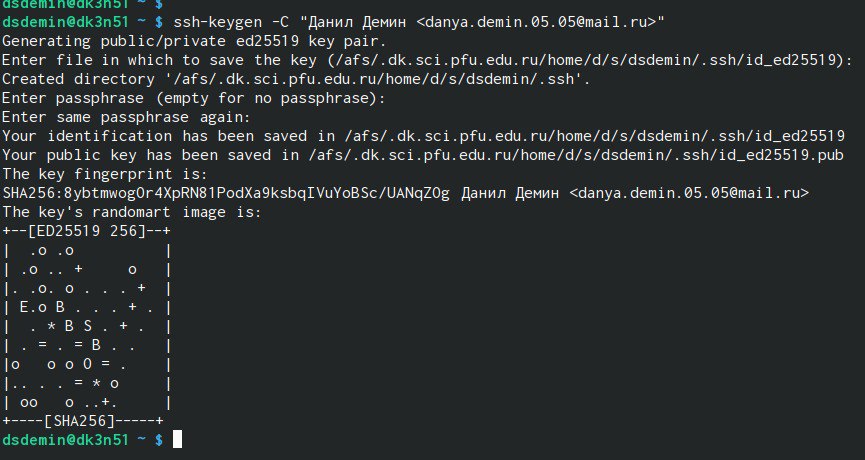 dsdemin@dk3n51 ~ $
dsdemin@dk3n51 ~ $ ssh-keygen -C "Данил Демин <danya.demin.05.05@mail.ru>"
Generating public/private ed25519 key pair.
Enter file in which to save the key (/afs/.dk.sci.pfu.edu.ru/home/d/s/dsdemin/.ssh/id_ed25519):
Created directory '/afs/.dk.sci.pfu.edu.ru/home/d/s/dsdemin/.ssh'.
Enter passphrase (empty for no passphrase):
Enter same passphrase again:
Your identification has been saved in /afs/.dk.sci.pfu.edu.ru/home/d/s/dsdemin/.ssh/id_ed25519
Your public key has been saved in /afs/.dk.sci.pfu.edu.ru/home/d/s/dsdemin/.ssh/id_ed25519.pub
The key fingerprint is:
SHA256:8ybtmwogOr4XpRN81PodXa9ksbqIVuYoBSc/UANqZOg Данил Демин <danya.demin.05.05@mail.ru>
The key's randomart image is:
+--[ED25519 256]--+
|  .o .o          |
| .o .. +     o   |
|. .o. o . . . +  |
| E.o B . . . + . |
|  . * B S . + .  |
| . = . = B . .   |
|o   o o O = .    |
|.. . . = * o     |
| oo   o ..+.     |
+----[SHA256]-----+
dsdemin@dk3n51 ~ $